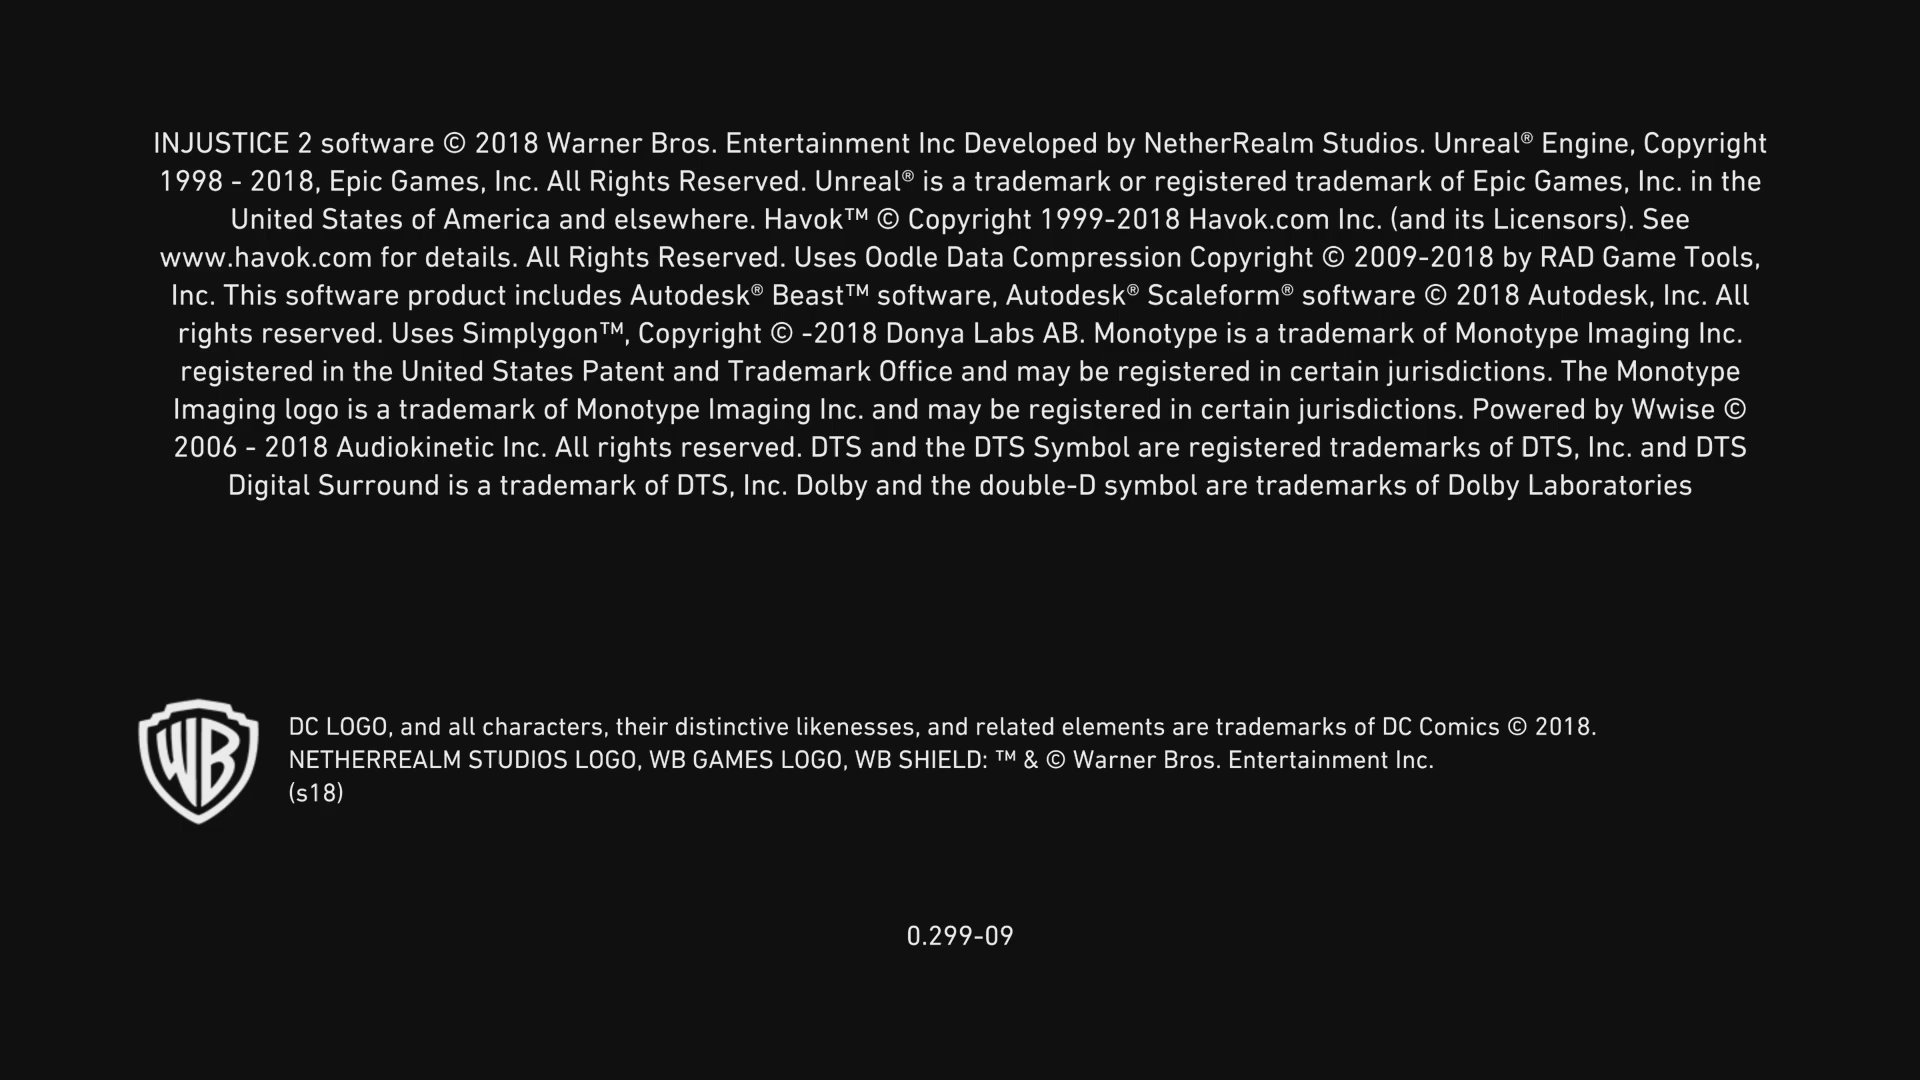 INJUSTICE 2 software © 2018 Warner Bros. Entertainment Inc Developed by NetherRealm Studios. Unreal® Engine, Copyright
1998 - 2018, Epic Games, Inc. All Rights Reserved. Unreal® is a trademark or registered trademark of Epic Games, Inc. in the
United States of America and elsewhere. Havok™ © Copyright 1999-2018 Havok.com Inc. (and its Licensors). See
www.havok.com for details. All Rights Reserved. Uses Oodle Data Compression Copyright © 2009-2018 by RAD Game Tools,
Inc. This software product includes Autodesk® Beast™ software, Autodesk® Scaleform® software © 2018 Autodesk, Inc. All
rights reserved. Uses Simplygon™, Copyright © -2018 Donya Labs AB. Monotype is a trademark of Monotype Imaging Inc.
registered in the United States Patent and Trademark Office and may be registered in certain jurisdictions. The Monotype
Imaging logo is a trademark of Monotype Imaging Inc. and may be registered in certain jurisdictions. Powered by Wwise ©
2006 - 2018 Audiokinetic Inc. All rights reserved. DTS and the DTS Symbol are registered trademarks of DTS, Inc. and DTS
Digital Surround is a trademark of DTS, Inc. Dolby and the double-D symbol are trademarks of Dolby Laboratories
WB
DC LOGO, and all characters, their distinctive likenesses, and related elements are trademarks of DC Comics © 2018.
NETHERREALM STUDIOS LOGO, WB GAMES LOGO, WB SHIELD: ™ & © Warner Bros. Entertainment Inc.
(s18)
0.299-09